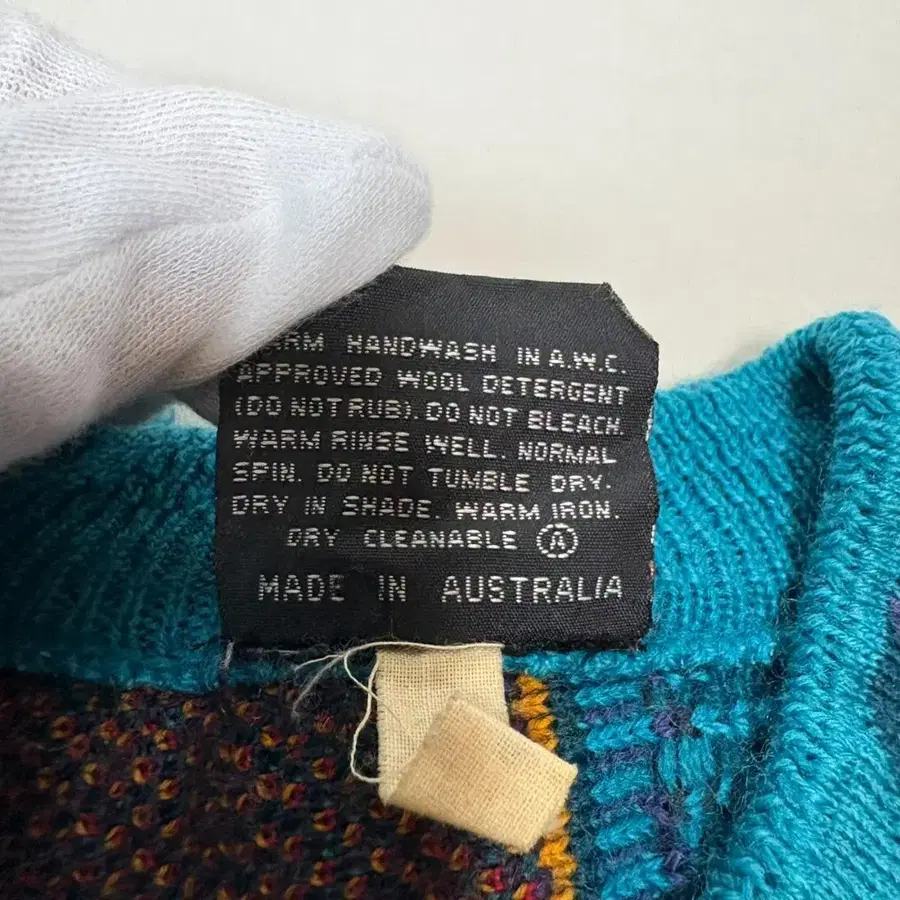 WARM HANDWASH IN A.W.C.
APPROVED WOOL DETERGENT
(DO NOT RUB). DO NOT BLEACH.
WARM RINSE WELL. NORMAL
SPIN. DO NOT TUMBLE DRY.
DRY IN SHADE. WARM IRON.
DRY CLEANABLE Ⓐ
MADE IN AUSTRALIA